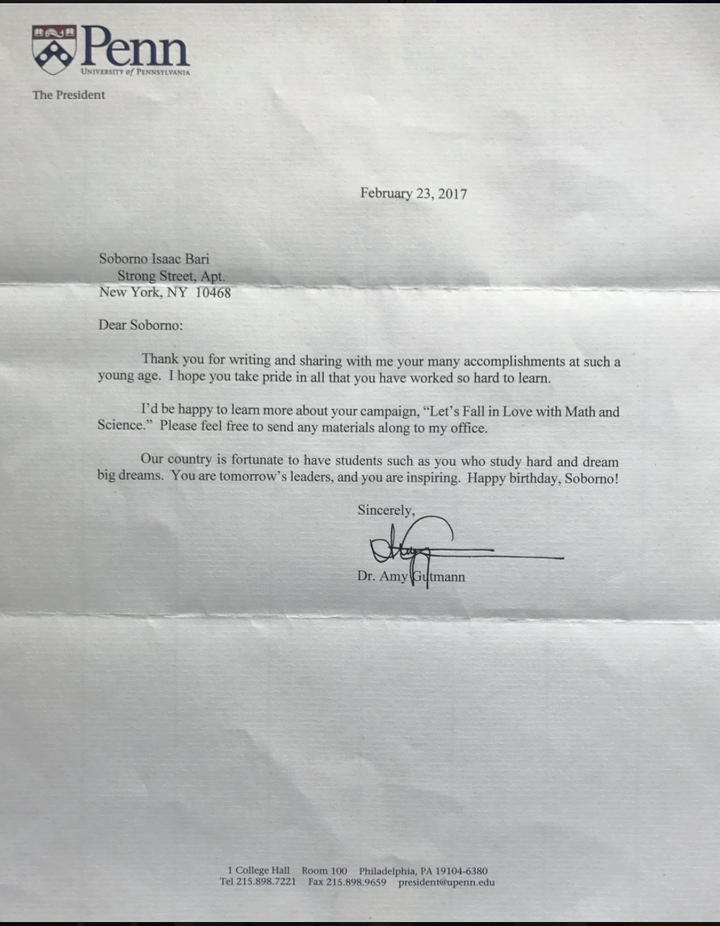 Penn
UNIVERSITY of PENNSYLVANIA
The President
February 23, 2017
Soborno Isaac Bari
Strong Street, Apt.
New York, NY 10468
Dear Soborno:
Thank you for writing and sharing with me your many accomplishments at such a
young age. I hope you take pride in all that you have worked so hard to learn.
I'd be happy to learn more about your campaign, “Let's Fall in Love with Math and
Science.” Please feel free to send any materials along to my office.
Our country is fortunate to have students such as you who study hard and dream
big dreams. You are tomorrow's leaders, and you are inspiring. Happy birthday, Soborno!
Sincerely,
Dr. Amy Gutmann
1 College Hall Room 100 Philadelphia, PA 19104-6380
Tel 215.898.7221 Fax 215.898.9659 president@upenn.edu